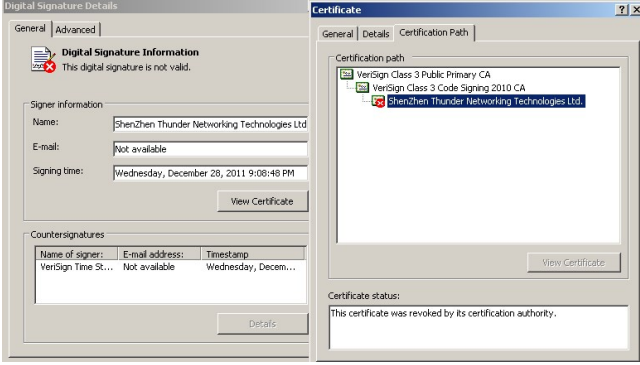 Digital Signature Details
General Advanced
Digital Signature Information
This digital signature is not valid.
Signer information
Name: ShenZhen Thunder Networking Technologies Ltd
E-mail: Not available
Signing time: Wednesday, December 28, 2011 9:08:48 PM
View Certificate
Countersignatures
Name of signer: E-mail address: Timestamp
VeriSign Time St... Not available Wednesday, Decem...
Details
Certificate
General Details Certification Path
Certification path
VeriSign Class 3 Public Primary CA
VeriSign Class 3 Code Signing 2010 CA
ShenZhen Thunder Networking Technologies Ltd.
View Certificate
Certificate status:
This certificate was revoked by its certification authority.